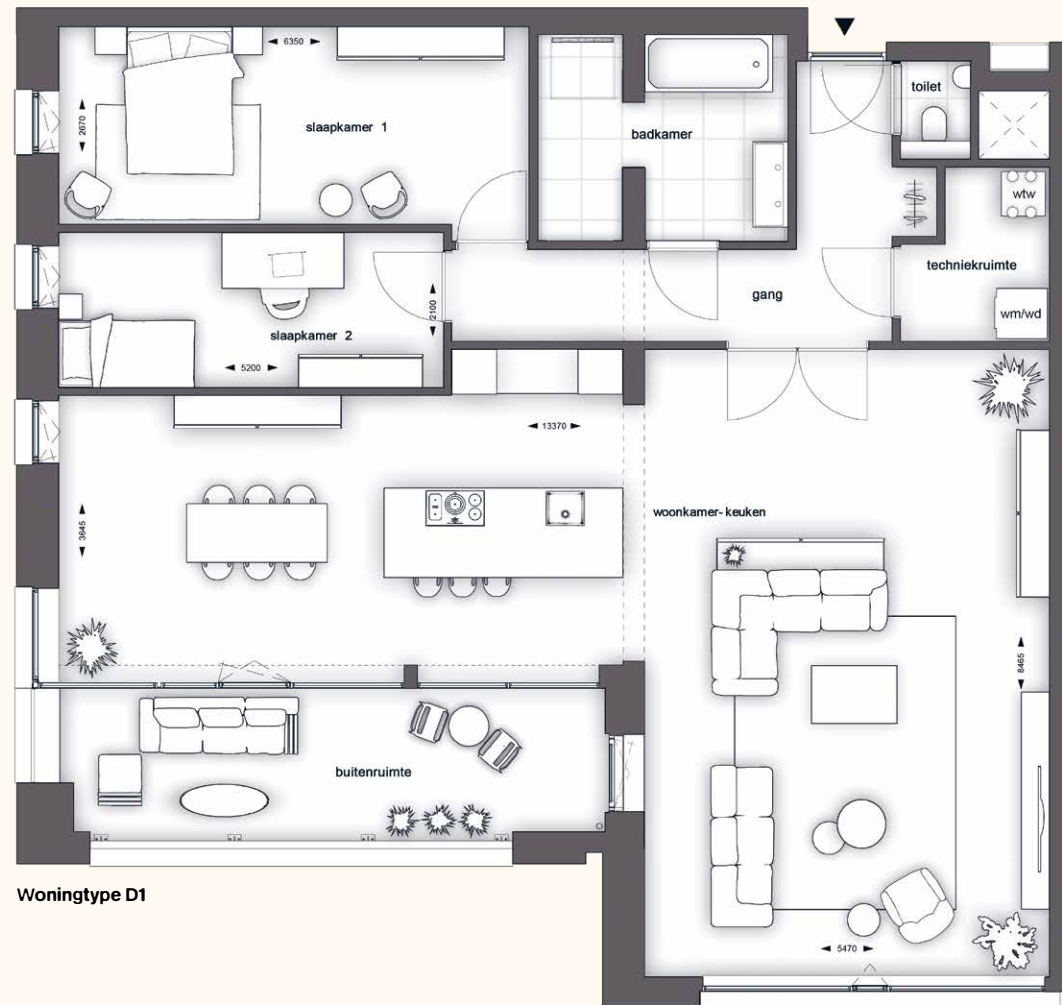 6350
2670
slaapkamer 1
badkamer
toilet
wtw
techniekruimte
wm/wd
gang
2100
slaapkamer 2
5200
13370
3645
woonkamer- keuken
8465
buitenruimte
5470
Woningtype D1